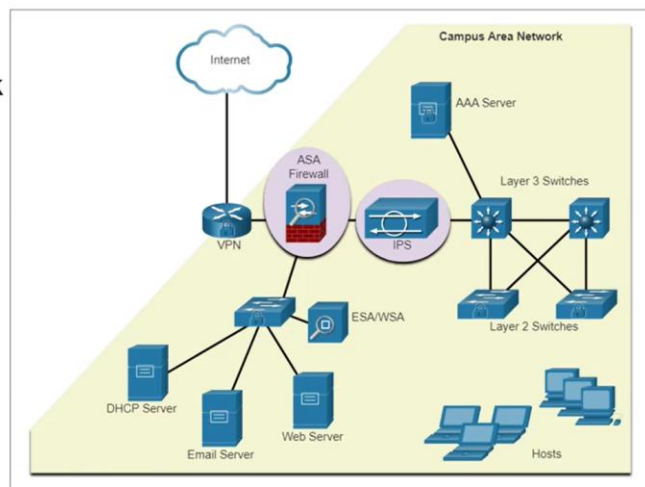 Campus Area Network
Internet
AAA Server
ASA
Firewall
Layer 3 Switches
VPN
IPS
ESA/WSA
Layer 2 Switches
DHCP Server
Web Server
Email Server
Hosts